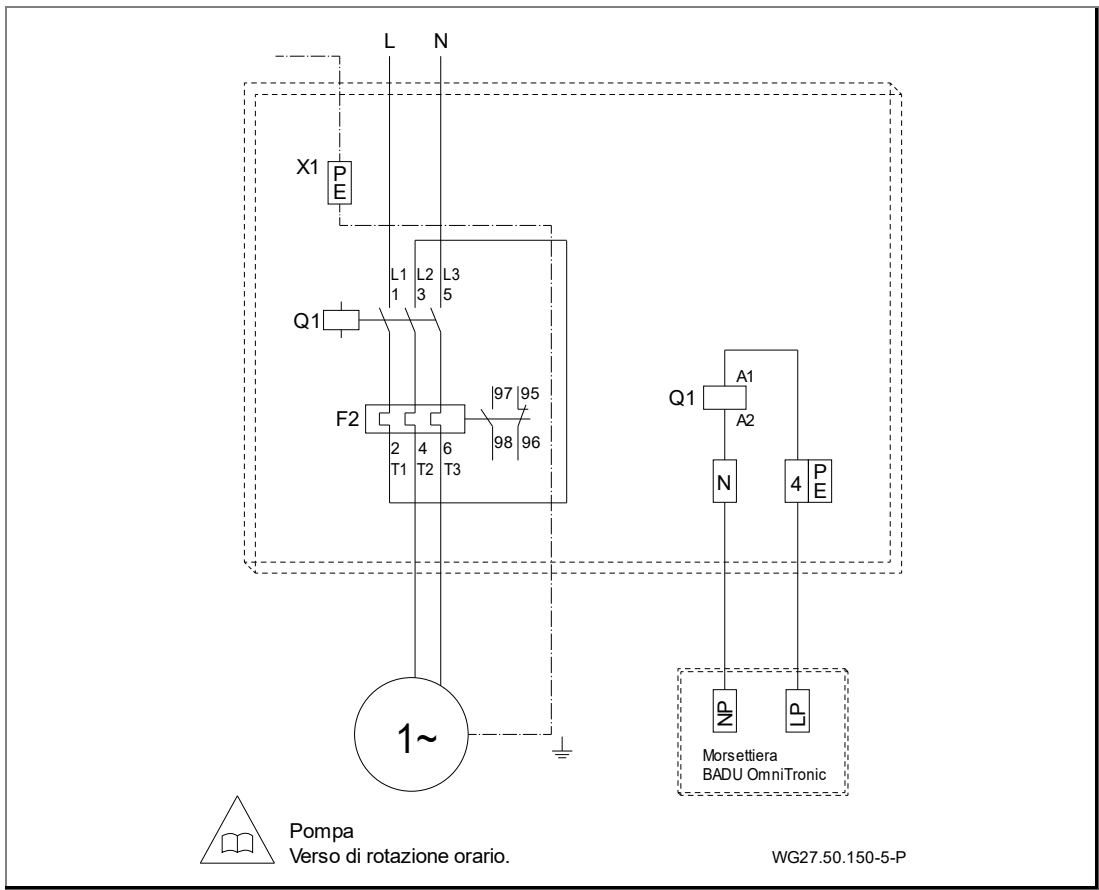 L N
X1
PE
L1 L2 L3
1 3 5
Q1
97 95
F2
98 96
2 4 6
T1 T2 T3
A1
Q1
A2
N 4 PE
NP LP
1~
Morsettiera
BADU OmniTronic
Pompa
Verso di rotazione orario.
WG27.50.150-5-P